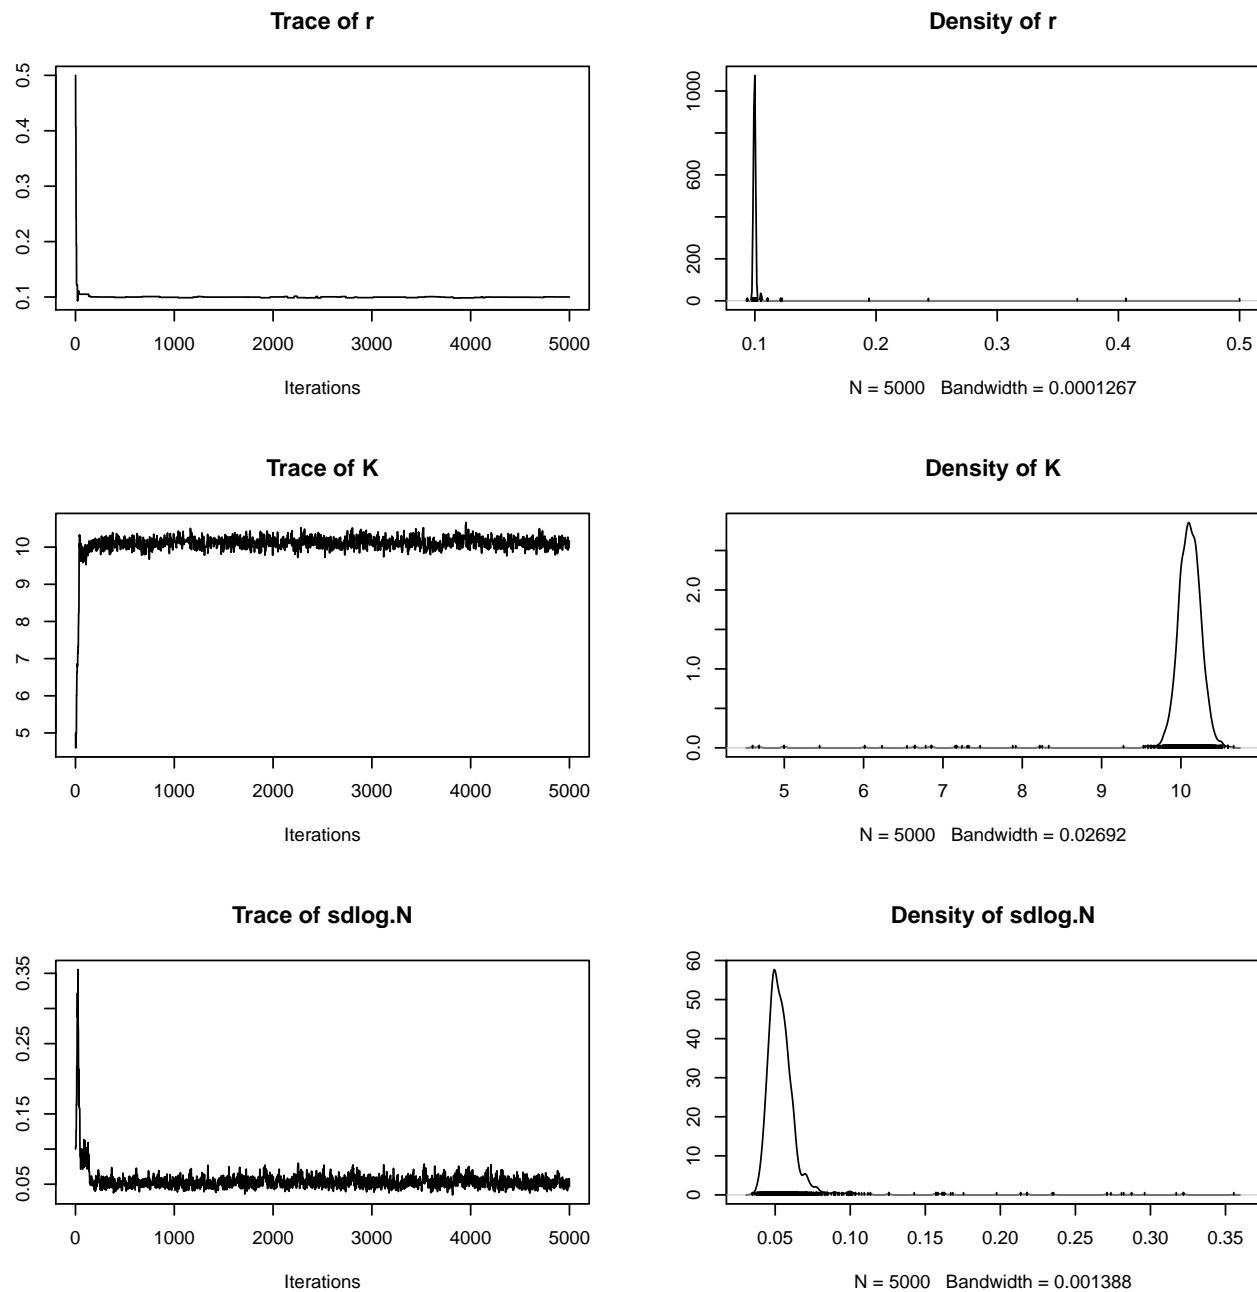 Trace of r
0.5
0.4
0.3
0.2
0.1
0 1000 2000 3000 4000 5000
Iterations
Density of r
1000
600
200
0
0.1 0.2 0.3 0.4 0.5
N = 5000 Bandwidth = 0.0001267
Trace of K
10
9
8
7
6
5
0 1000 2000 3000 4000 5000
Iterations
Density of K
2.0
1.0
0.0
5 6 7 8 9 10
N = 5000 Bandwidth = 0.02692
Trace of sdlog.N
0.35
0.25
0.15
0.05
0 1000 2000 3000 4000 5000
Iterations
Density of sdlog.N
60
50
40
30
20
10
0
0.05 0.10 0.15 0.20 0.25 0.30 0.35
N = 5000 Bandwidth = 0.001388